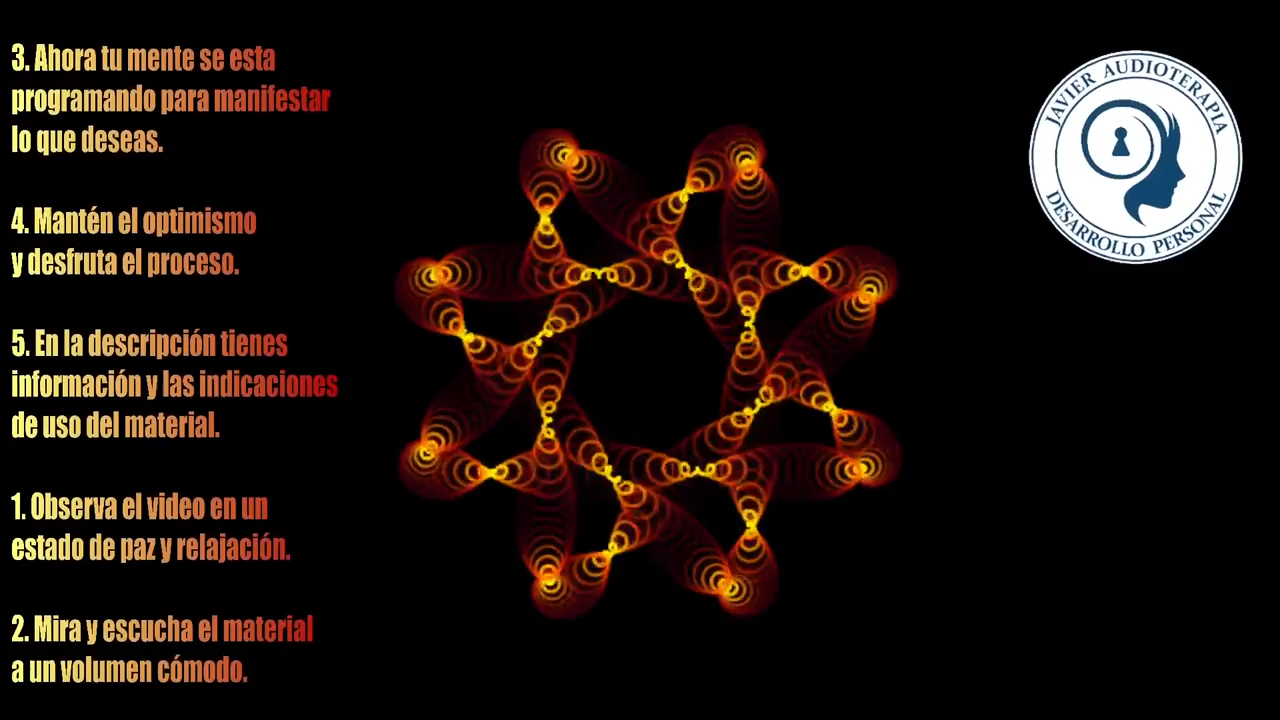 3. Ahora tu mente se esta
programando para manifestar
lo que deseas.
4. Mantén el optimismo
y desfruta el proceso.
5. En la descripción tienes
información y las indicaciones
de uso del material.
1. Observa el video en un
estado de paz y relajación.
2. Mira y escucha el material
a un volumen cómodo.
JAVIER AUDIOTERAPIA
DESARROLLO PERSONAL